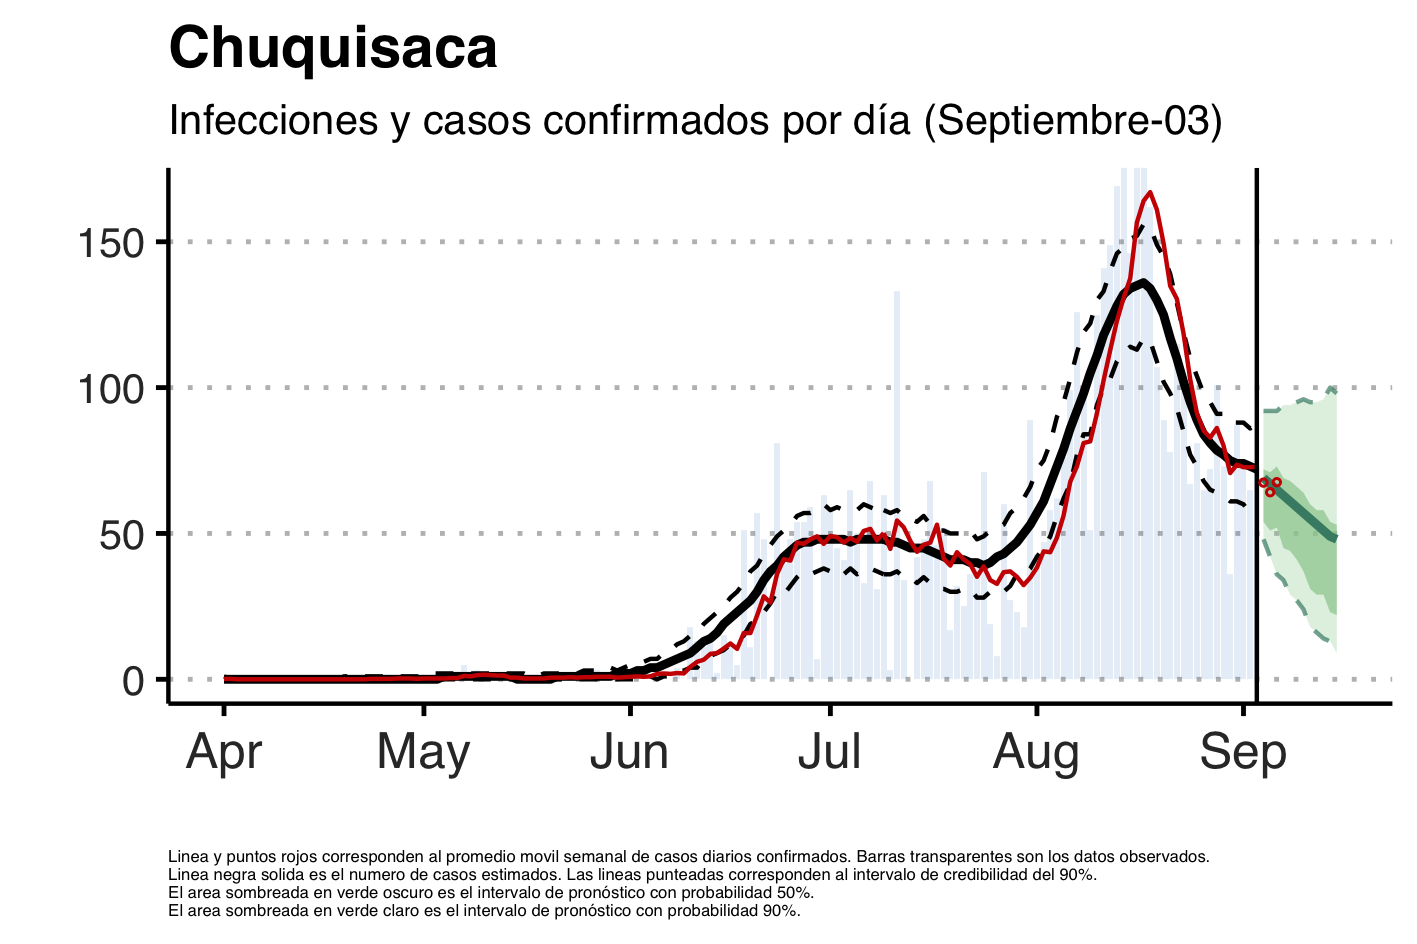 Chuquisaca
Infecciones y casos confirmados por día (Septiembre-03)
150
100
50
0
Apr May Jun Jul Aug Sep
Linea y puntos rojos corresponden al promedio movil semanal de casos diarios confirmados. Barras transparentes son los datos observados.
Linea negra solida es el numero de casos estimados. Las lineas punteadas corresponden al intervalo de credibilidad del 90%.
El area sombreada en verde oscuro es el intervalo de pronóstico con probabilidad 50%.
El area sombreada en verde claro es el intervalo de pronóstico con probabilidad 90%.